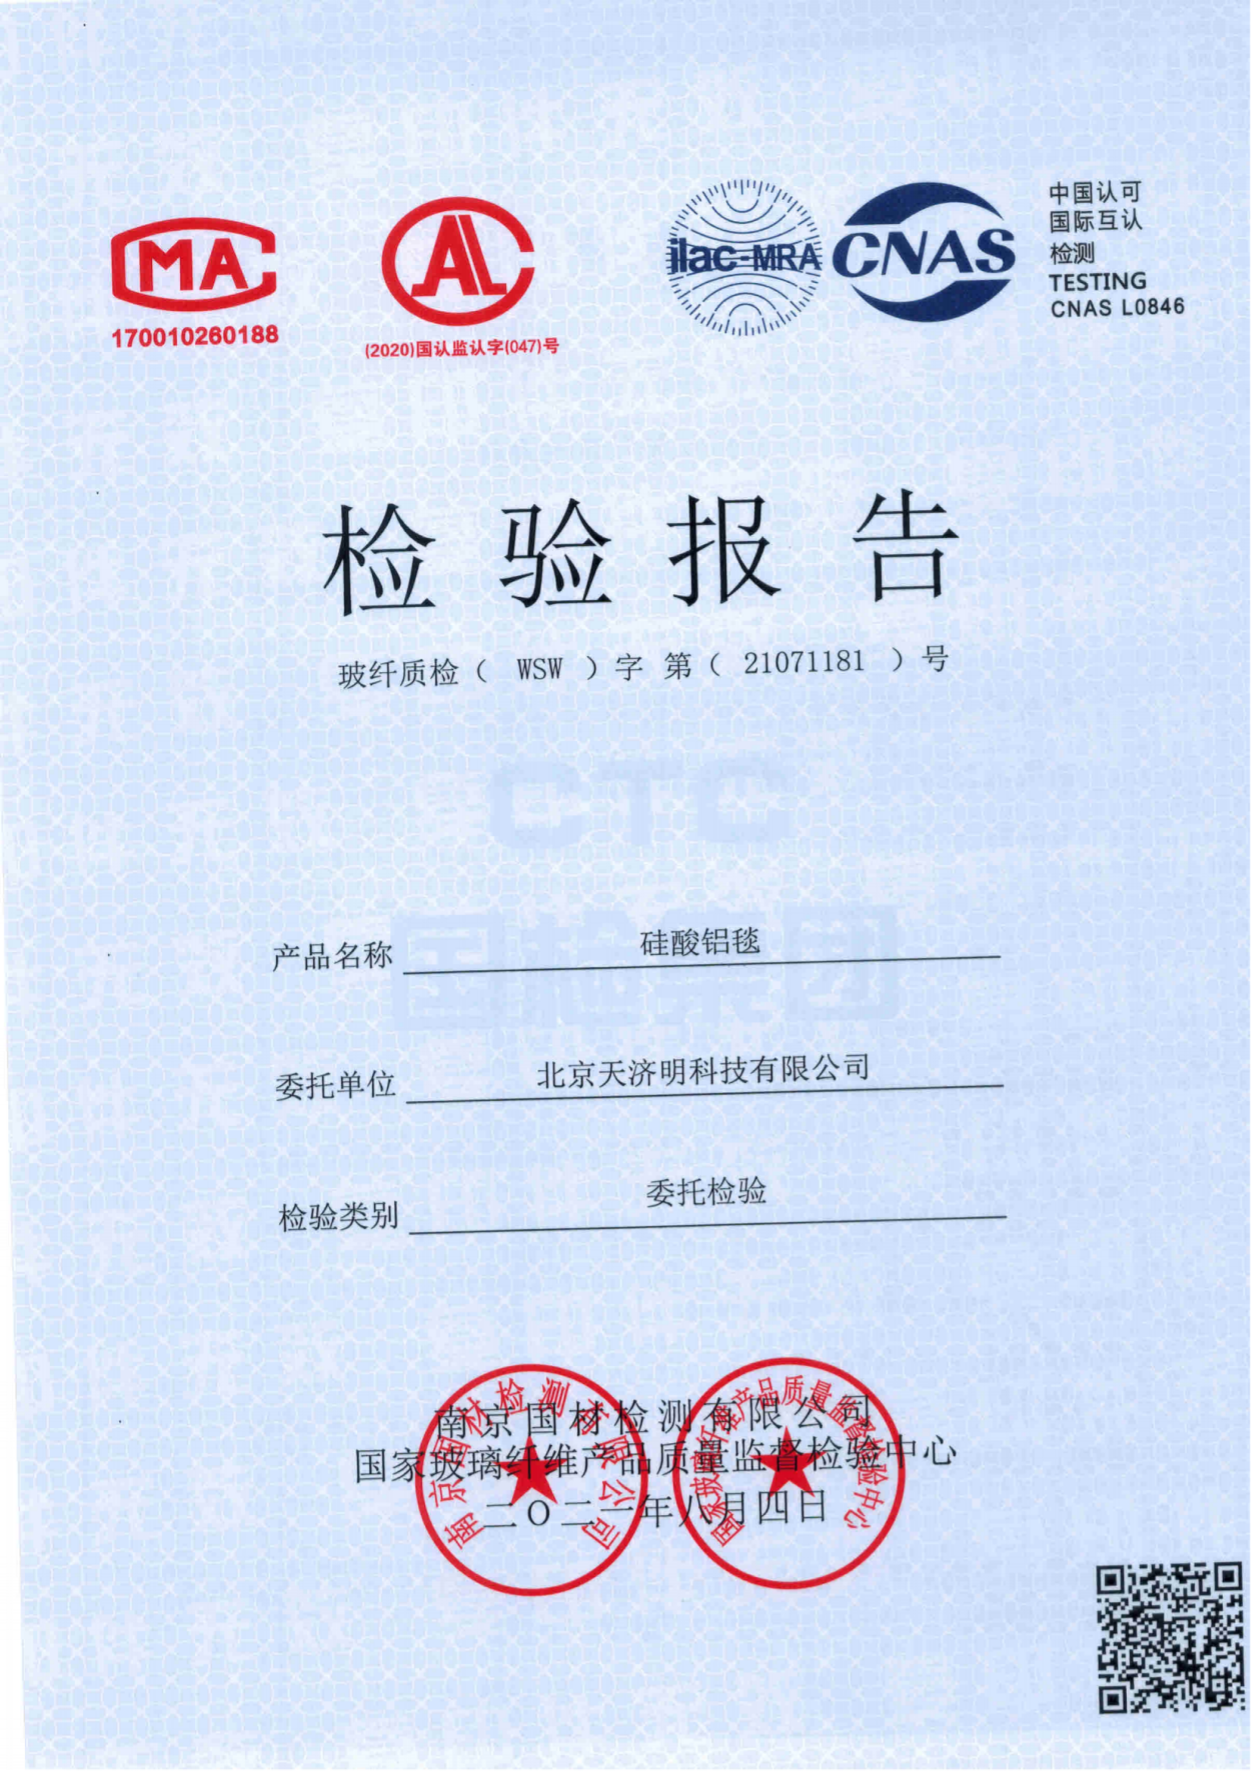 MA
170010260188
AL
(2020)国认监认字(047)号
ilac-MRA
CNAS
中国认可
国际互认
检测
TESTING
CNAS L0846
检验报告
玻纤质检（ WSW ）字 第（ 21071181 ）号
CTC
国检集团
产品名称 硅酸铝毯
委托单位 北京天济明科技有限公司
检验类别 委托检验
南京国材检测有限公司
国家玻璃纤维产品质量监督检验中心
二〇二一年八月四日
南京国材检测有限公司
国家玻璃纤维产品质量监督检验中心